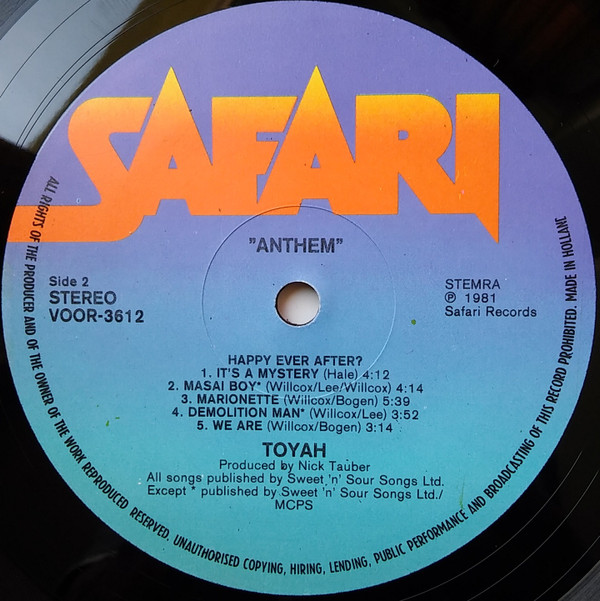 SAFARI
"ANTHEM"
Side 2
STEREO
VOOR-3612
STEMRA
℗ 1981
Safari Records
HAPPY EVER AFTER?
1. IT'S A MYSTERY (Hale) 4:12
2. MASAI BOY* (Willcox/Lee/Willcox) 4:14
3. MARIONETTE (Willcox/Bogen) 5:39
4. DEMOLITION MAN* (Willcox/Lee) 3:52
5. WE ARE (Willcox/Bogen) 3:14
TOYAH
Produced by Nick Tauber
All songs published by Sweet 'n' Sour Songs Ltd.
Except * published by Sweet 'n' Sour Songs Ltd./
MCPS
ALL RIGHTS OF THE PRODUCER AND OF THE OWNER OF THE WORK REPRODUCED RESERVED. UNAUTHORISED COPYING, HIRING, LENDING, PUBLIC PERFORMANCE AND BROADCASTING OF THIS RECORD PROHIBITED. MADE IN HOLLAND